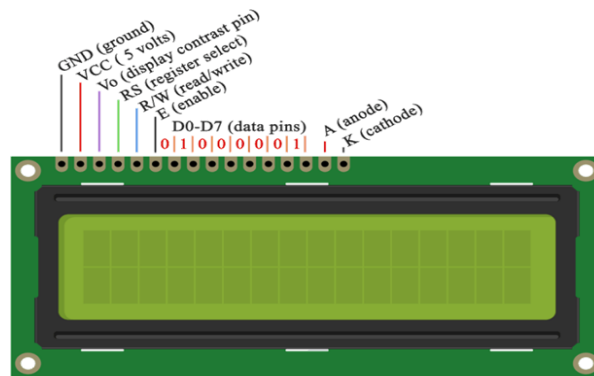 GND (ground)
VCC ( 5 volts)
Vo (display contrast pin)
RS (register select)
R/W (read/write)
E (enable)
D0-D7 (data pins)
0 1 0 0 0 0 0 1
A (anode)
K (cathode)